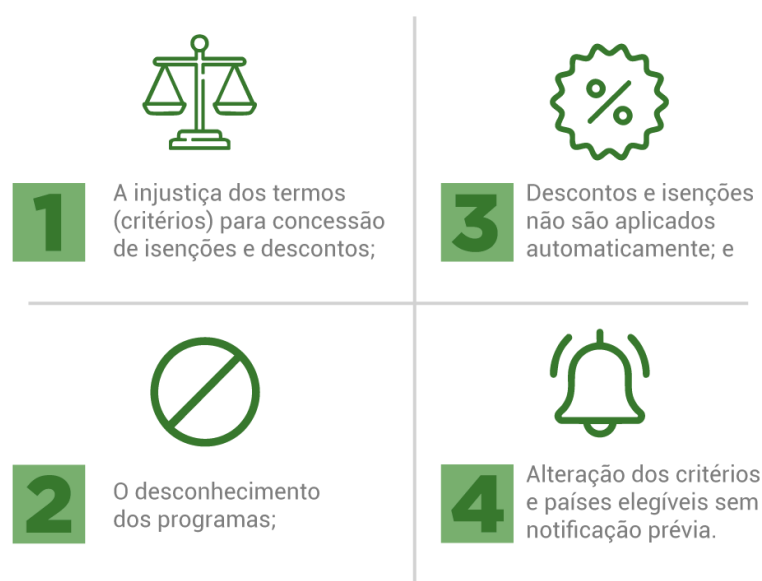 1
A injustiça dos termos
(critérios) para concessão
de isenções e descontos;
2
O desconhecimento
dos programas;
%
3
Descontos e isenções
não são aplicados
automaticamente; e
4
Alteração dos critérios
e países elegíveis sem
notificação prévia.